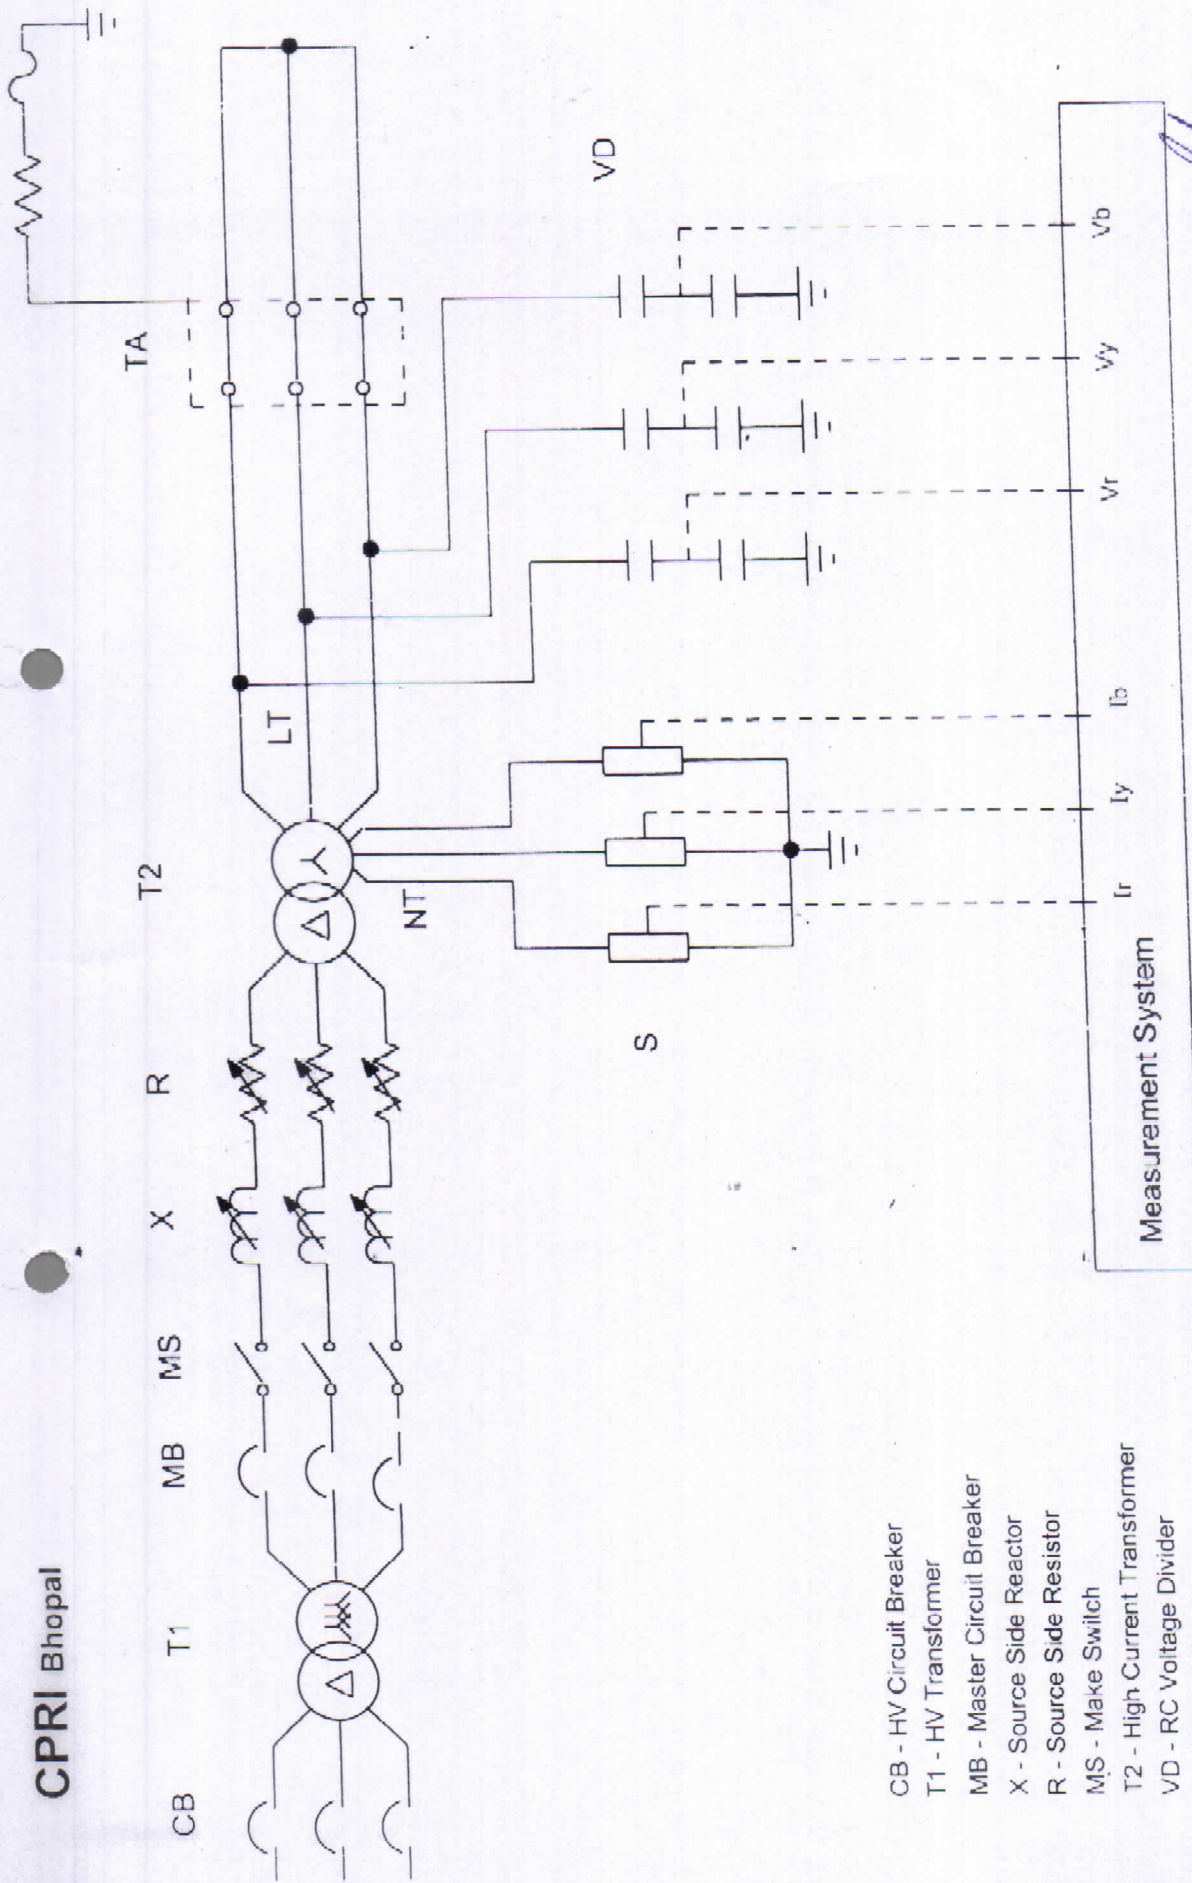 CPRI Bhopal
CB
T1
MB
MS
X
R
T2
TA
LT
NT
S
VD
Ir
Iy
Ib
Vr
Vy
Vb
Measurement System
CB - HV Circuit Breaker
T1 - HV Transformer
MB - Master Circuit Breaker
X - Source Side Reactor
R - Source Side Resistor
MS - Make Switch
T2 - High Current Transformer
VD - RC Voltage Divider